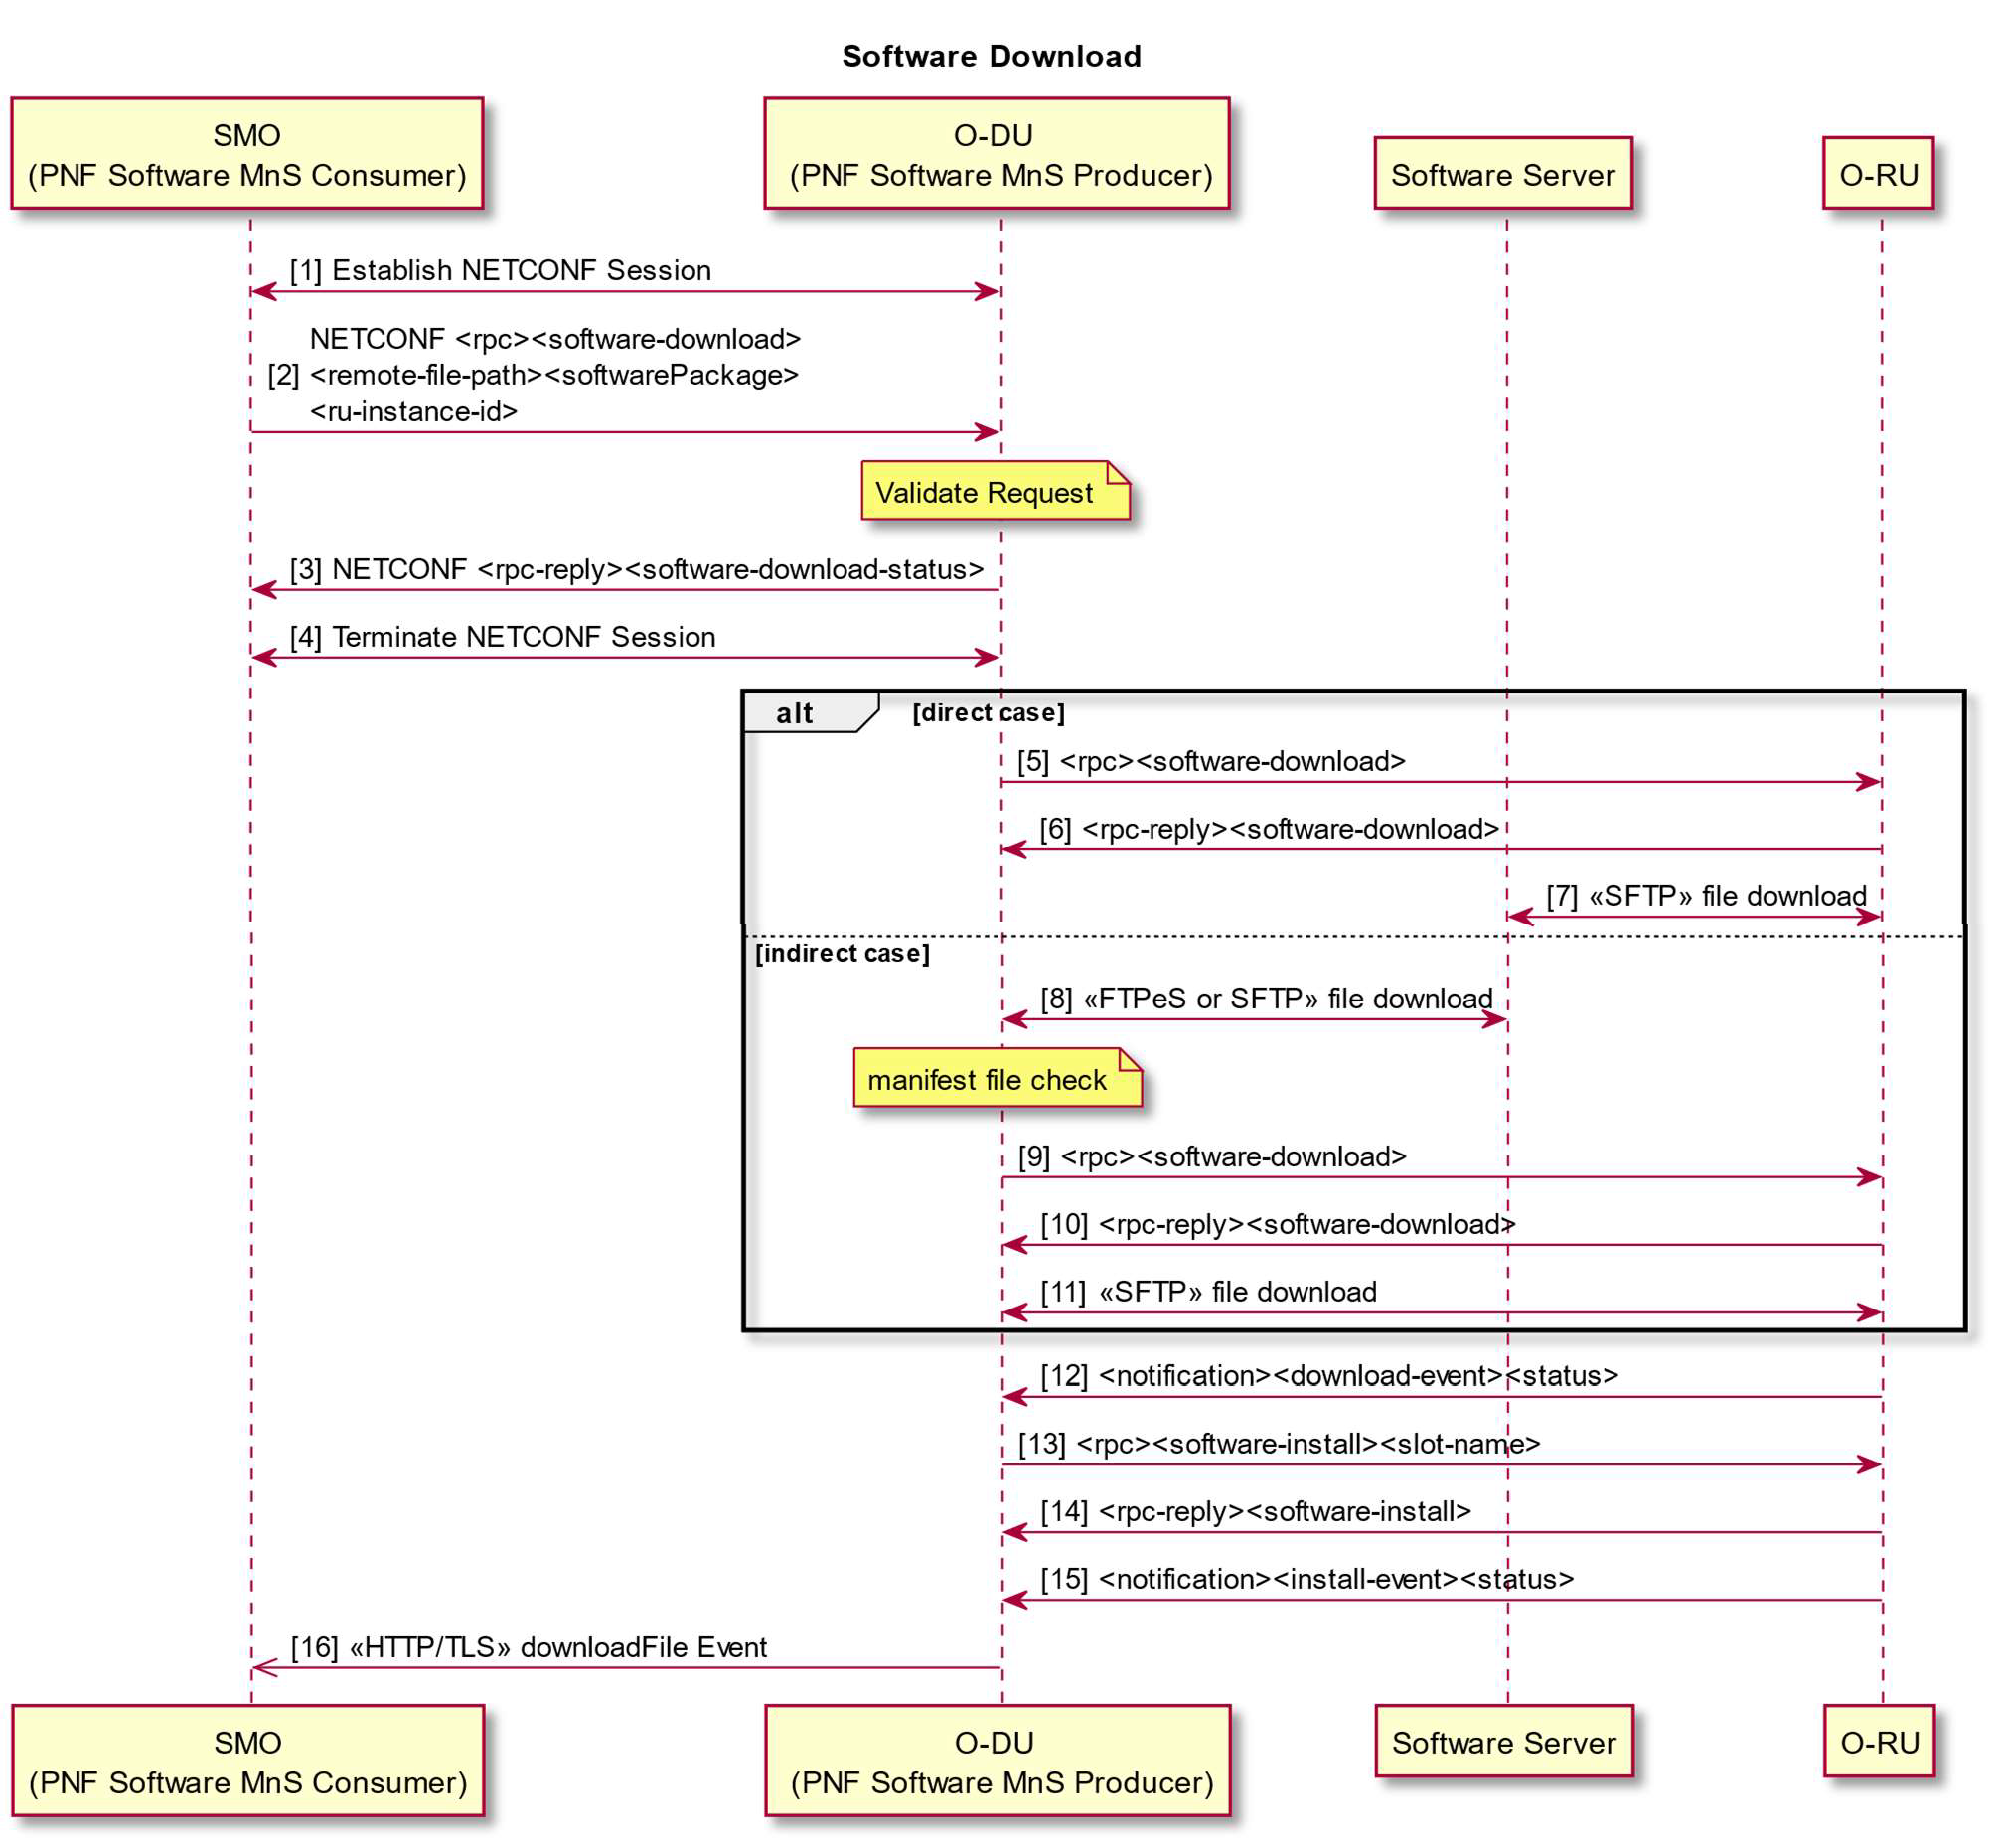 Software Download
SMO
(PNF Software MnS Consumer)
O-DU
(PNF Software MnS Producer)
Software Server
O-RU
[1] Establish NETCONF Session
NETCONF <rpc><software-download>
[2] <remote-file-path><softwarePackage>
<ru-instance-id>
Validate Request
[3] NETCONF <rpc-reply><software-download-status>
[4] Terminate NETCONF Session
alt [direct case]
[5] <rpc><software-download>
[6] <rpc-reply><software-download>
[7] «SFTP» file download
[indirect case]
[8] «FTPeS or SFTP» file download
manifest file check
[9] <rpc><software-download>
[10] <rpc-reply><software-download>
[11] «SFTP» file download
[12] <notification><download-event><status>
[13] <rpc><software-install><slot-name>
[14] <rpc-reply><software-install>
[15] <notification><install-event><status>
[16] «HTTP/TLS» downloadFile Event
SMO
(PNF Software MnS Consumer)
O-DU
(PNF Software MnS Producer)
Software Server
O-RU